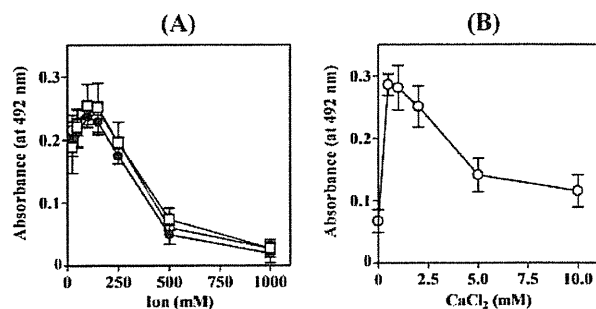 (A)
Absorbance (at 492 nm)
0.3
0.2
0.1
0
0 250 500 750 1000
Ion (mM)
(B)
Absorbance (at 492 nm)
0.3
0.2
0.1
0
0 2.5 5.0 7.5 10.0
CaCl₂ (mM)